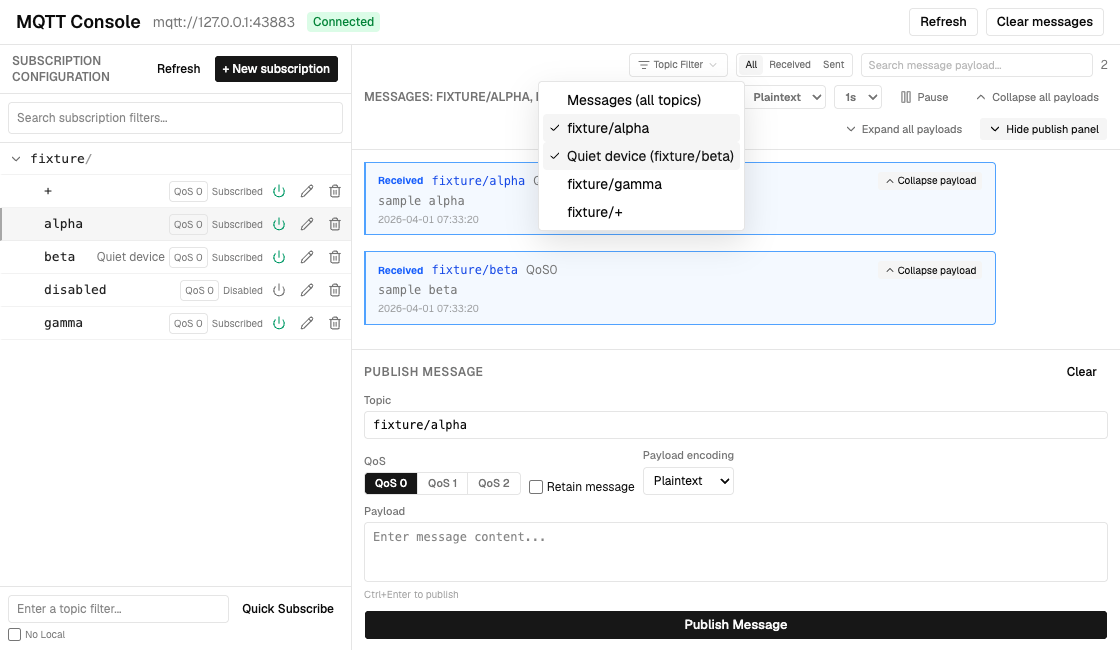 MQTT Console mqtt://127.0.0.1:43883 Connected Refresh Clear messages
SUBSCRIPTION CONFIGURATION Refresh + New subscription
Search subscription filters...
fixture/
+ QoS 0 Subscribed
alpha QoS 0 Subscribed
beta Quiet device QoS 0 Subscribed
disabled QoS 0 Disabled
gamma QoS 0 Subscribed
Enter a topic filter... Quick Subscribe
No Local
Topic Filter All Received Sent Search message payload... 2
MESSAGES: FIXTURE/ALPHA, Plaintext 1s Pause Collapse all payloads
Expand all payloads Hide publish panel
Messages (all topics)
fixture/alpha
Quiet device (fixture/beta)
fixture/gamma
fixture/+
Received fixture/alpha Collapse payload
sample alpha
2026-04-01 07:33:20
Received fixture/beta QoS0 Collapse payload
sample beta
2026-04-01 07:33:20
PUBLISH MESSAGE Clear
Topic
fixture/alpha
QoS
QoS 0 QoS 1 QoS 2 Retain message
Payload encoding
Plaintext
Payload
Enter message content...
Ctrl+Enter to publish
Publish Message